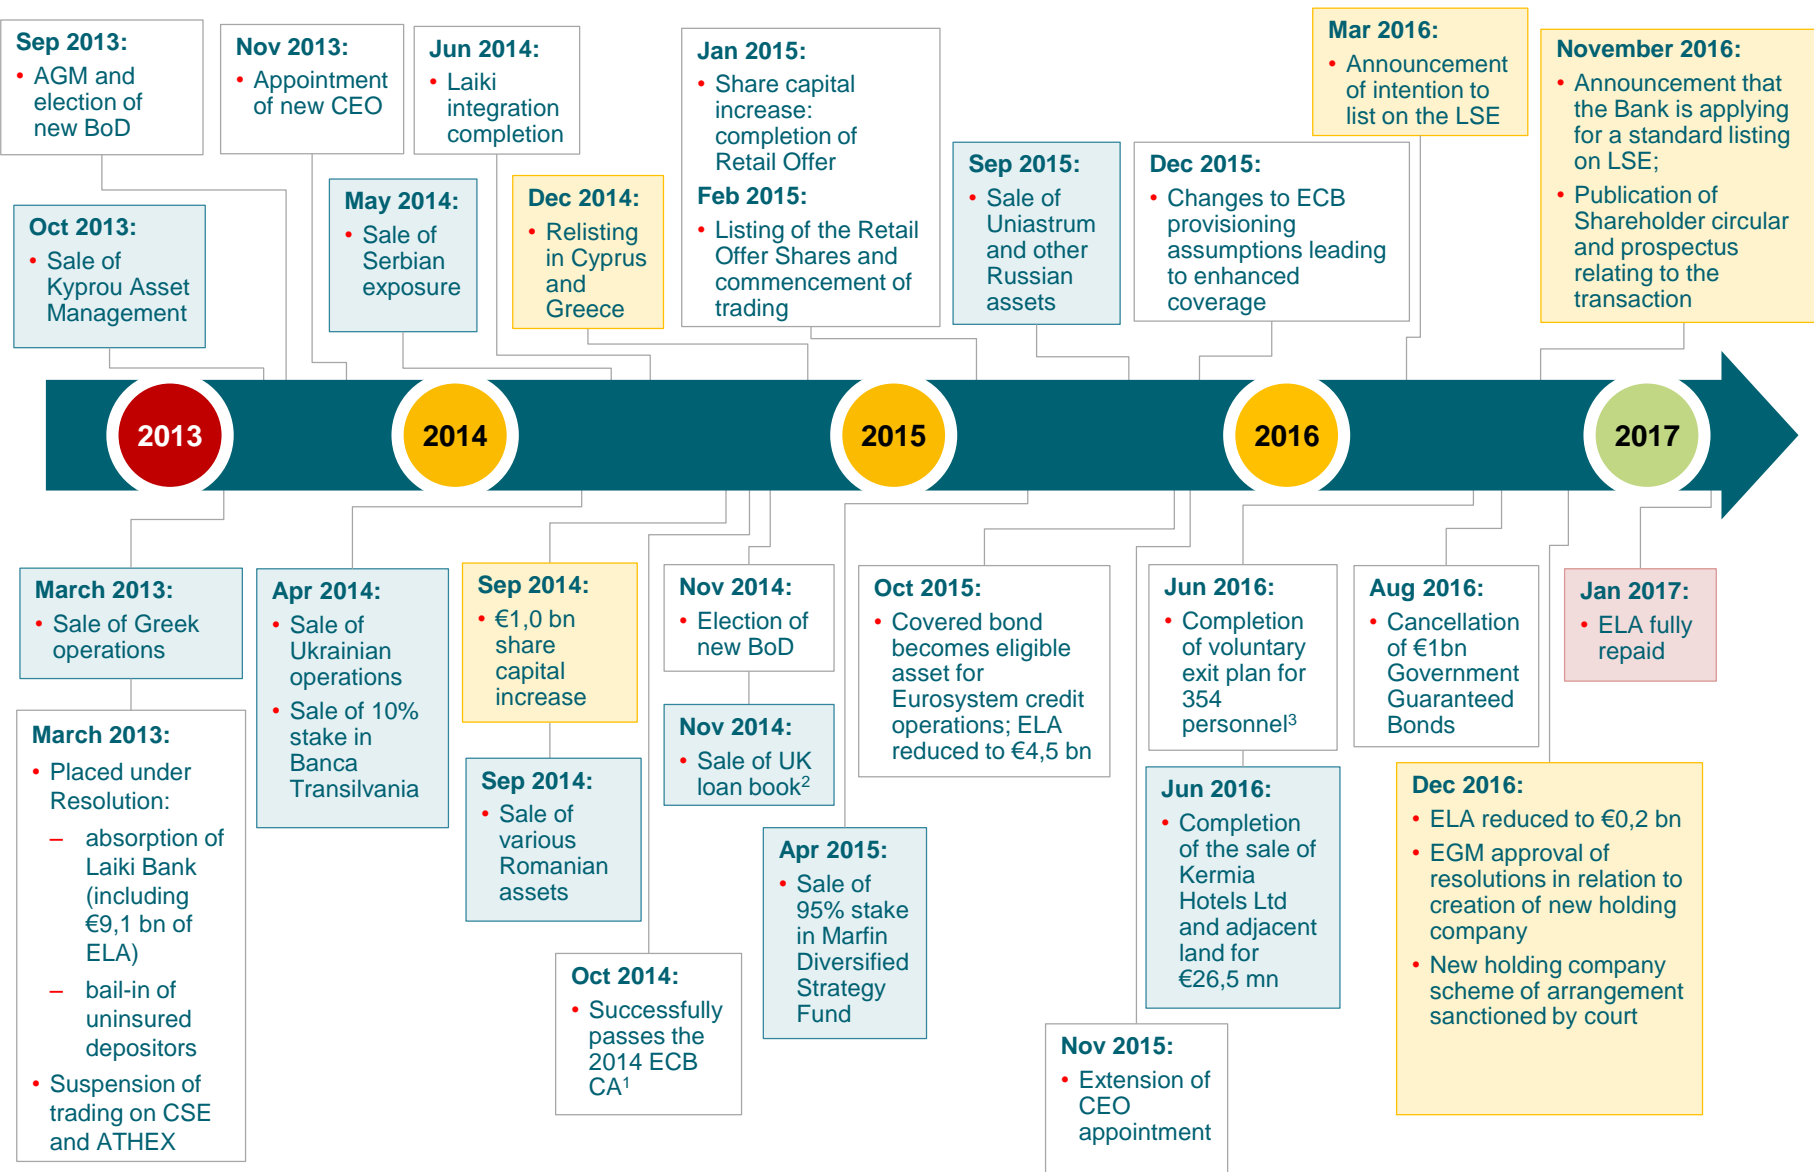 Sep 2013:
• AGM and
election of
new BoD
Nov 2013:
• Appointment
of new CEO
Jun 2014:
• Laiki
integration
completion
Jan 2015:
• Share capital
increase:
completion of
Retail Offer
Feb 2015:
• Listing of the Retail
Offer Shares and
commencement of
trading
Mar 2016:
• Announcement
of intention to
list on the LSE
November 2016:
• Announcement that
the Bank is applying
for a standard listing
on LSE;
• Publication of
Shareholder circular
and prospectus
relating to the
transaction
Oct 2013:
• Sale of
Kyprou Asset
Management
May 2014:
• Sale of
Serbian
exposure
Dec 2014:
• Relisting
in Cyprus
and
Greece
Sep 2015:
• Sale of
Uniastrum
and other
Russian
assets
Dec 2015:
• Changes to ECB
provisioning
assumptions leading
to enhanced
coverage
2013
2014
2015
2016
2017
March 2013:
• Sale of Greek
operations
March 2013:
• Placed under
Resolution:
– absorption of
Laiki Bank
(including
€9,1 bn of
ELA)
– bail-in of
uninsured
depositors
• Suspension of
trading on CSE
and ATHEX
Apr 2014:
• Sale of
Ukrainian
operations
• Sale of 10%
stake in
Banca
Transilvania
Sep 2014:
• €1,0 bn
share
capital
increase
Sep 2014:
• Sale of
various
Romanian
assets
Oct 2014:
• Successfully
passes the
2014 ECB
CA1
Nov 2014:
• Election of
new BoD
Nov 2014:
• Sale of UK
loan book2
Apr 2015:
• Sale of
95% stake
in Marfin
Diversified
Strategy
Fund
Oct 2015:
• Covered bond
becomes eligible
asset for
Eurosystem credit
operations; ELA
reduced to €4,5 bn
Nov 2015:
• Extension of
CEO
appointment
Jun 2016:
• Completion
of voluntary
exit plan for
354
personnel3
Jun 2016:
• Completion
of the sale of
Kermia
Hotels Ltd
and adjacent
land for
€26,5 mn
Aug 2016:
• Cancellation
of €1bn
Government
Guaranteed
Bonds
Dec 2016:
• ELA reduced to €0,2 bn
• EGM approval of
resolutions in relation to
creation of new holding
company
• New holding company
scheme of arrangement
sanctioned by court
Jan 2017:
• ELA fully
repaid